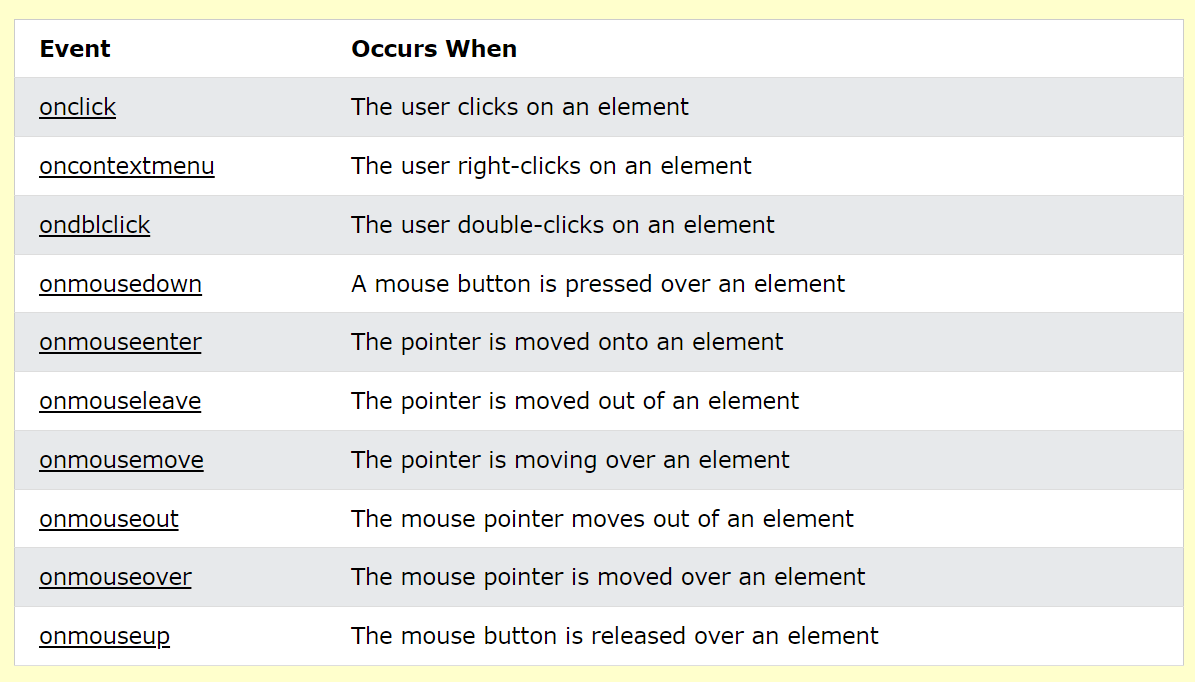 Event Occurs When
onclick The user clicks on an element
oncontextmenu The user right-clicks on an element
ondblclick The user double-clicks on an element
onmousedown A mouse button is pressed over an element
onmouseenter The pointer is moved onto an element
onmouseleave The pointer is moved out of an element
onmousemove The pointer is moving over an element
onmouseout The mouse pointer moves out of an element
onmouseover The mouse pointer is moved over an element
onmouseup The mouse button is released over an element